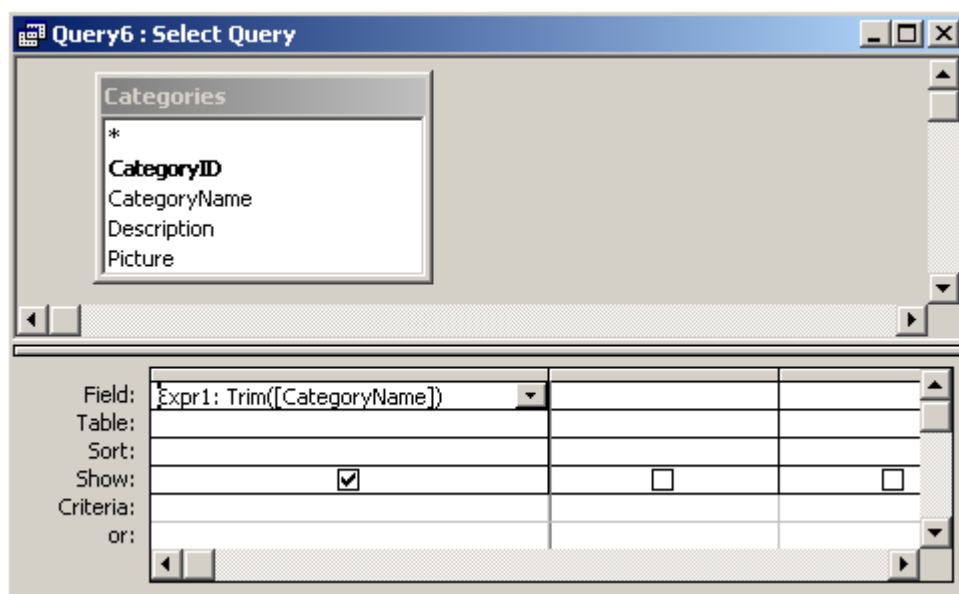 Query6 : Select Query
Categories
*
CategoryID
CategoryName
Description
Picture
Field: Expr1: Trim([CategoryName])
Table:
Sort:
Show:
Criteria:
or: